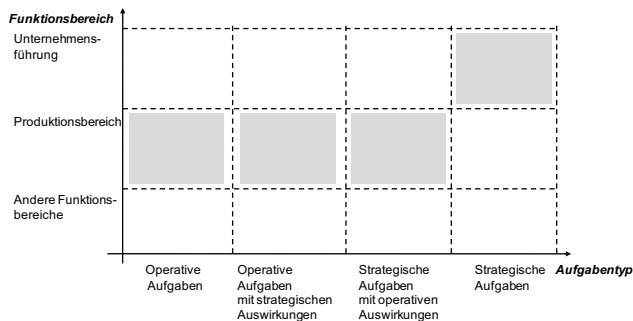 Funktionsbereich
Unternehmens-
führung
Produktionsbereich
Andere Funktions-
bereiche
Operative
Aufgaben
Operative
Aufgaben
mit strategischen
Auswirkungen
Strategische
Aufgaben
mit operativen
Auswirkungen
Strategische
Aufgaben
Aufgabentyp